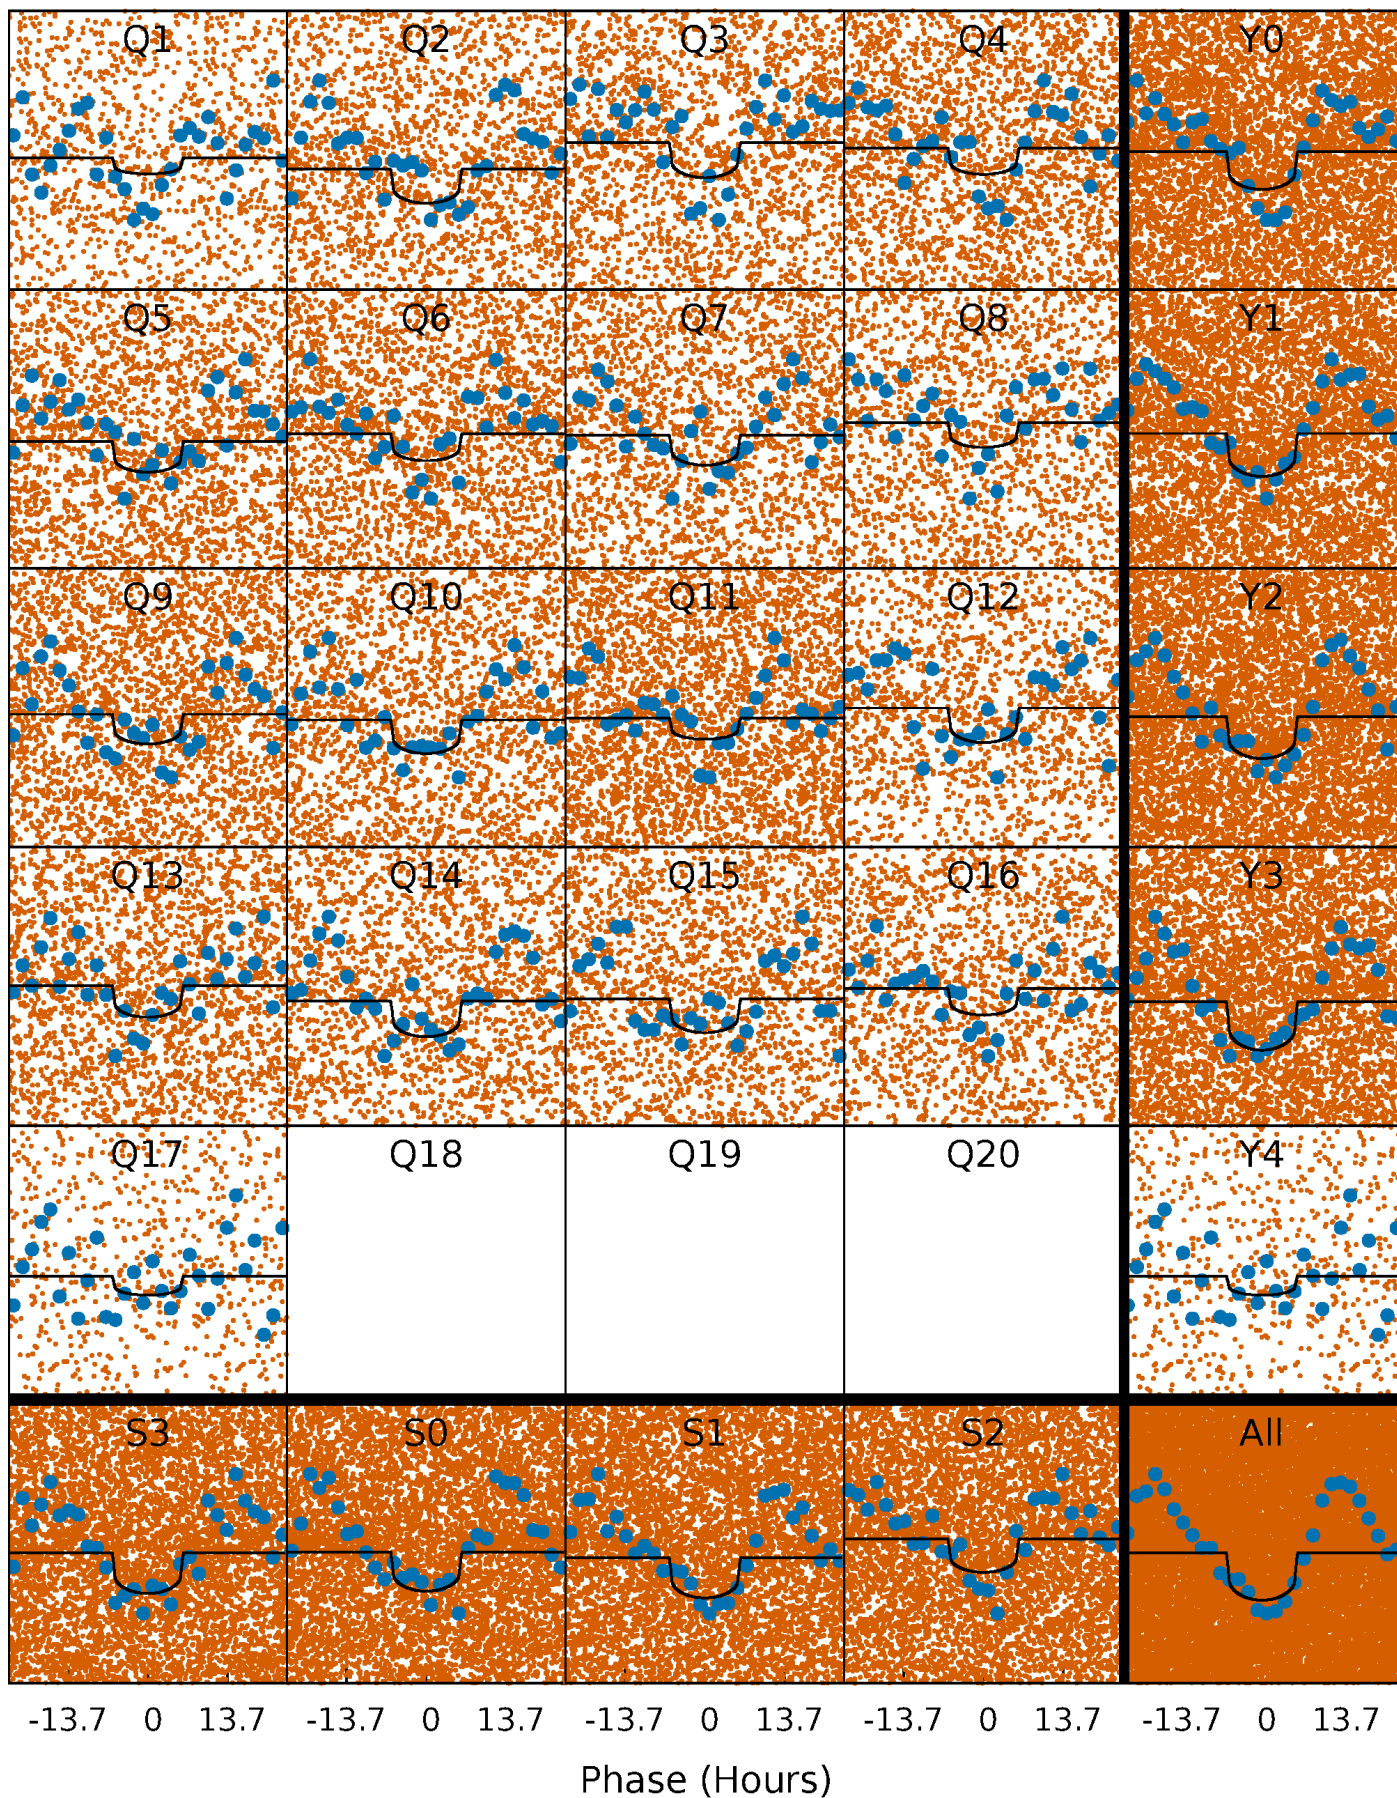 Q1 Q2 Q3 Q4 Y0
Q5 Q6 Q7 Q8 Y1
Q9 Q10 Q11 Q12 Y2
Q13 Q14 Q15 Q16 Y3
Q17 Q18 Q19 Q20 Y4
S3 S0 S1 S2 All
-13.7 0 13.7 -13.7 0 13.7 -13.7 0 13.7 -13.7 0 13.7 -13.7 0 13.7
Phase (Hours)